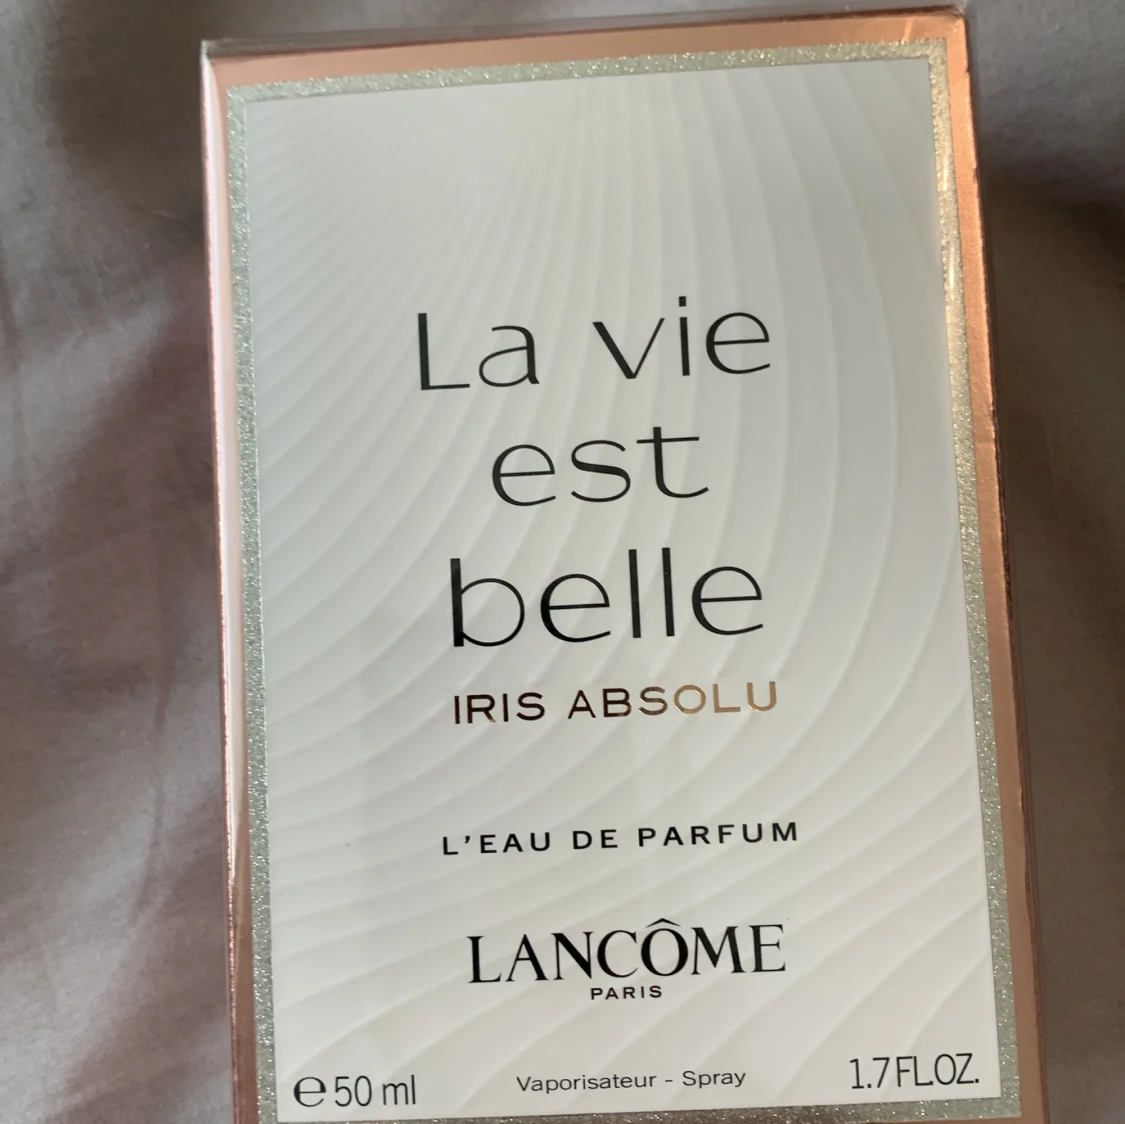 La vie
est
belle
IRIS ABSOLU
L'EAU DE PARFUM
LANCÔME
PARIS
℮50 ml Vaporisateur - Spray 1.7 FL.OZ.